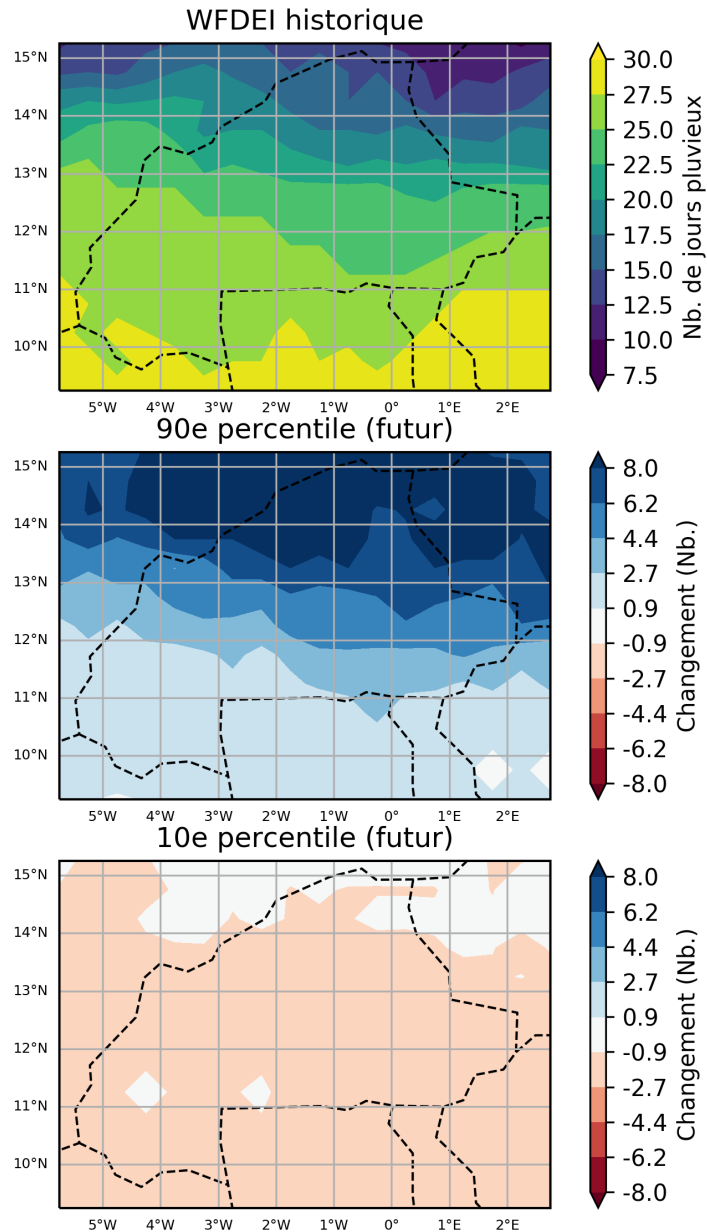 WFDEI historique
15°N
14°N
13°N
12°N
11°N
10°N
5°W 4°W 3°W 2°W 1°W 0° 1°E 2°E
30.0
27.5
25.0
22.5
20.0
17.5
15.0
12.5
10.0
7.5
Nb. de jours pluvieux
90e percentile (futur)
15°N
14°N
13°N
12°N
11°N
10°N
5°W 4°W 3°W 2°W 1°W 0° 1°E 2°E
8.0
6.2
4.4
2.7
0.9
-0.9
-2.7
-4.4
-6.2
-8.0
Changement (Nb.)
10e percentile (futur)
15°N
14°N
13°N
12°N
11°N
10°N
5°W 4°W 3°W 2°W 1°W 0° 1°E 2°E
8.0
6.2
4.4
2.7
0.9
-0.9
-2.7
-4.4
-6.2
-8.0
Changement (Nb.)